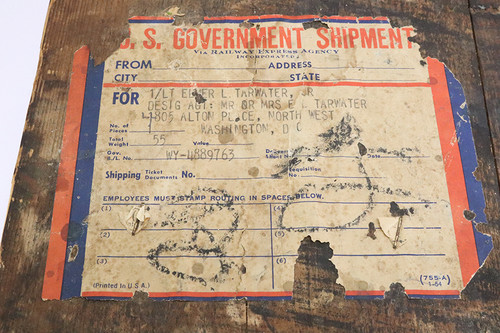 U. S. GOVERNMENT SHIPMENT
VIA RAILWAY EXPRESS AGENCY
INCORPORATED
FROM ADDRESS
CITY STATE
FOR 1/LT ELMER L. TARWATER, JR
DESIG AGT: MR OR MRS E L TARWATER
1805 ALTON PLACE, NORTH WEST
WASHINGTON, D C
No. of Pieces 1
Total Weight 55 Value
Gov. B./L. No. WY-4889763 Date
Shipping Ticket Documents No. Requisition No.
EMPLOYEES MUST STAMP ROUTING IN SPACES BELOW.
(1) (4)
(2)
(3) (6)
(Printed in U.S.A.) (755-A)
1-54